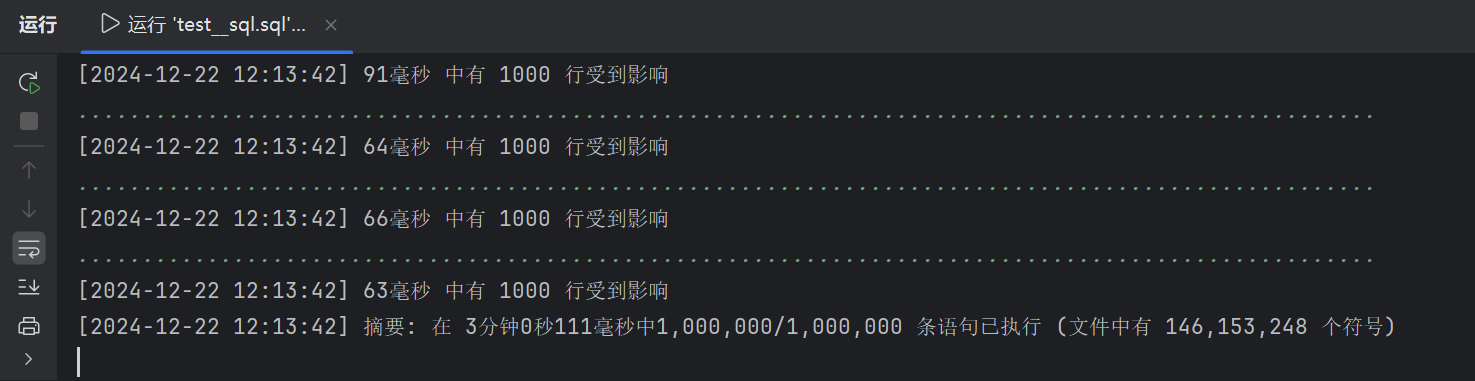 运行
运行 'test__sql.sql'...
[2024-12-22 12:13:42] 91毫秒 中有 1000 行受到影响
[2024-12-22 12:13:42] 64毫秒 中有 1000 行受到影响
[2024-12-22 12:13:42] 66毫秒 中有 1000 行受到影响
[2024-12-22 12:13:42] 63毫秒 中有 1000 行受到影响
[2024-12-22 12:13:42] 摘要: 在 3分钟0秒111毫秒中1,000,000/1,000,000 条语句已执行 (文件中有 146,153,248 个符号)